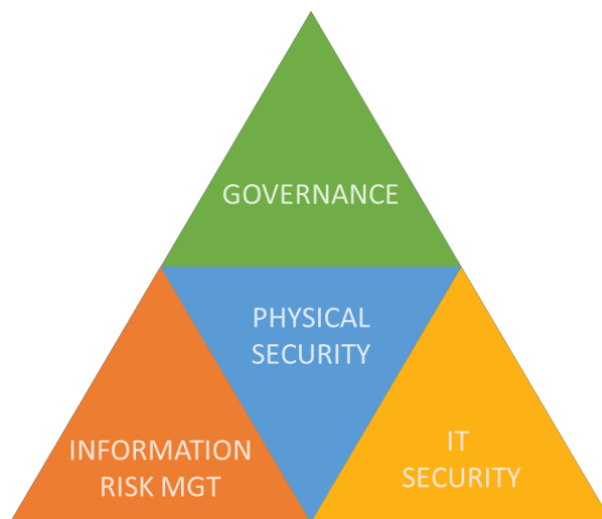 GOVERNANCE
PHYSICAL
SECURITY
INFORMATION
RISK MGT
IT
SECURITY